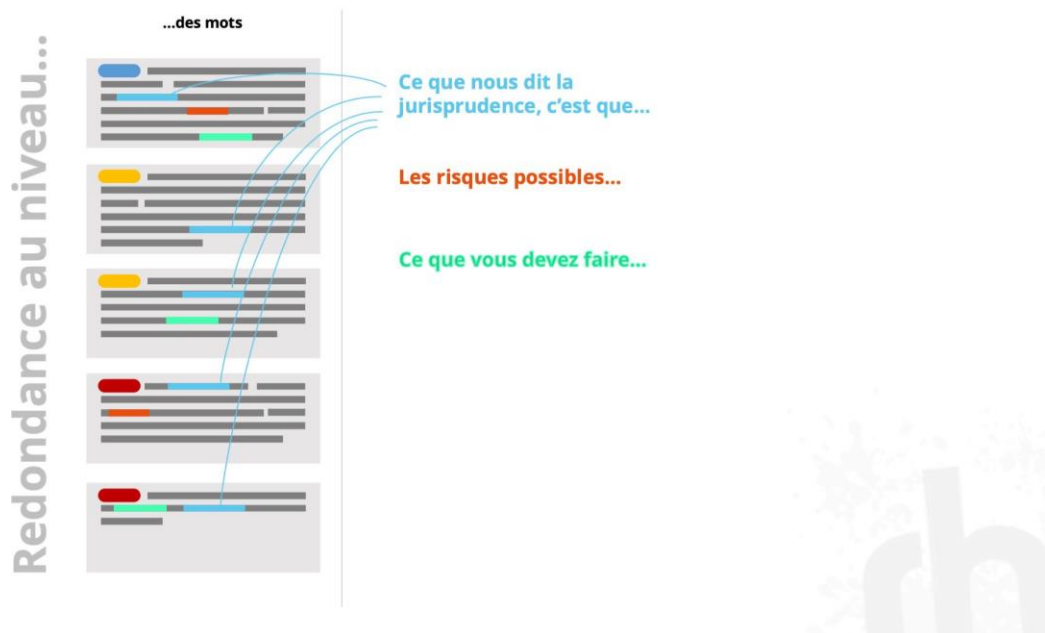 Redondance au niveau...
...des mots
Ce que nous dit la
jurisprudence, c’est que...
Les risques possibles...
Ce que vous devez faire...